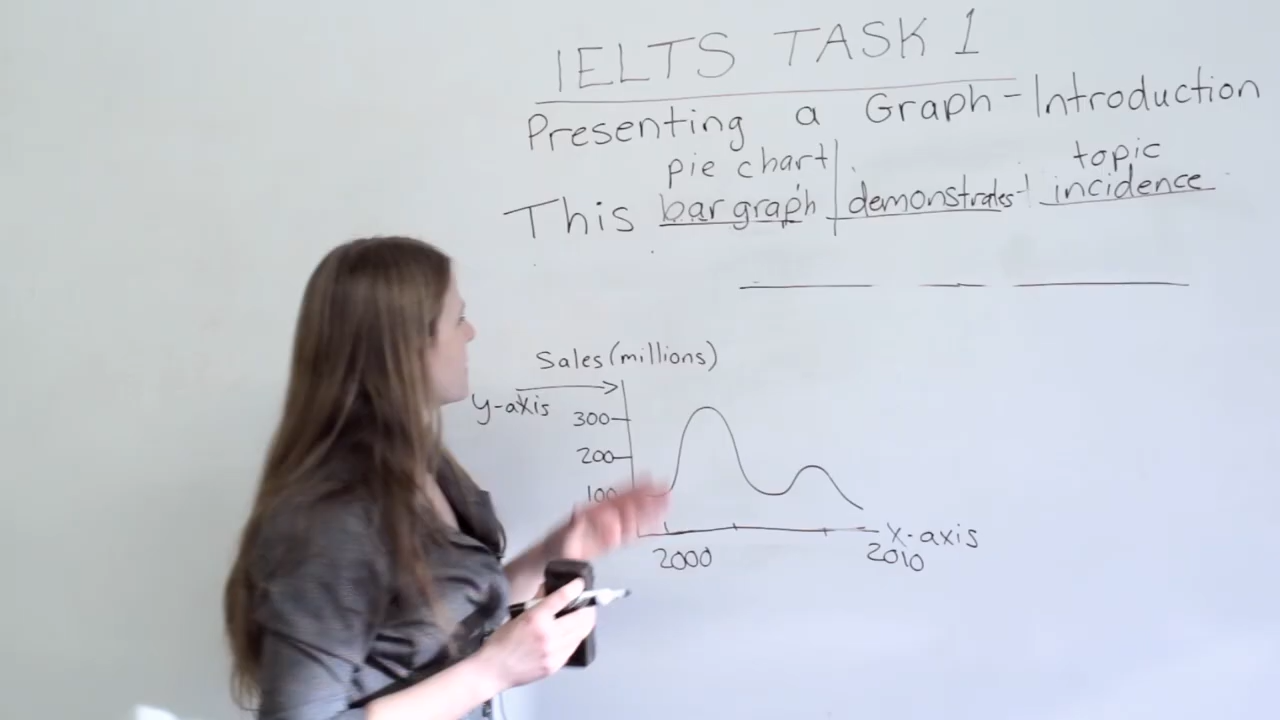 IELTS TASK 1
Presenting a Graph-Introduction
pie chart topic
This bar graph demonstrates incidence
Sales (millions)
y-axis
300
200
100
x-axis
2000 2010